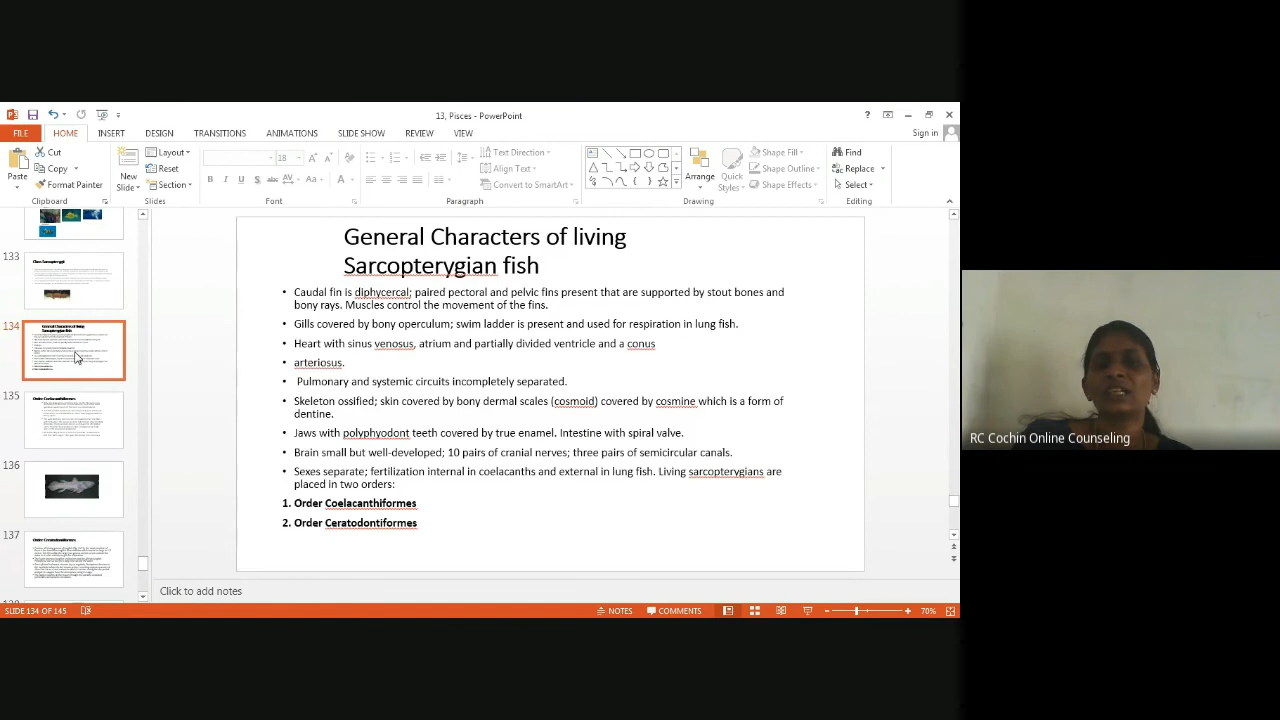 13, Pisces - PowerPoint
?
FILE
HOME
INSERT
DESIGN
TRANSITIONS
ANIMATIONS
SLIDE SHOW
REVIEW
VIEW
Sign in
Paste
Cut
Copy
Format Painter
Clipboard
New
Slide
Layout
Reset
Section
Slides
18
B I U S abc AV Aa A
Font
Text Direction
Align Text
Convert to SmartArt
Paragraph
Arrange
Quick
Styles
Shape Fill
Shape Outline
Shape Effects
Drawing
Find
Replace
Select
Editing
133
134
135
136
137
General Characters of living
Sarcopterygian fish
• Caudal fin is diphycercal; paired pectoral and pelvic fins present that are supported by stout bones and
bony rays. Muscles control the movement of the fins.
• Gills covered by bony operculum; swim bladder is present and used for respiration in lung fish.
• Heart with sinus venosus, atrium and partially divided ventricle and a conus
• arteriosus.
• Pulmonary and systemic circuits incompletely separated.
• Skeleton ossified; skin covered by bony dermal scales (cosmoid) covered by cosmine which is a form of
dentine.
• Jaws with polyphyodont teeth covered by true enamel. Intestine with spiral valve.
• Brain small but well-developed; 10 pairs of cranial nerves; three pairs of semicircular canals.
• Sexes separate; fertilization internal in coelacanths and external in lung fish. Living sarcopterygians are
placed in two orders:
1. Order Coelacanthiformes
2. Order Ceratodontiformes
Click to add notes
SLIDE 134 OF 145
NOTES
COMMENTS
70%
RC Cochin Online Counseling